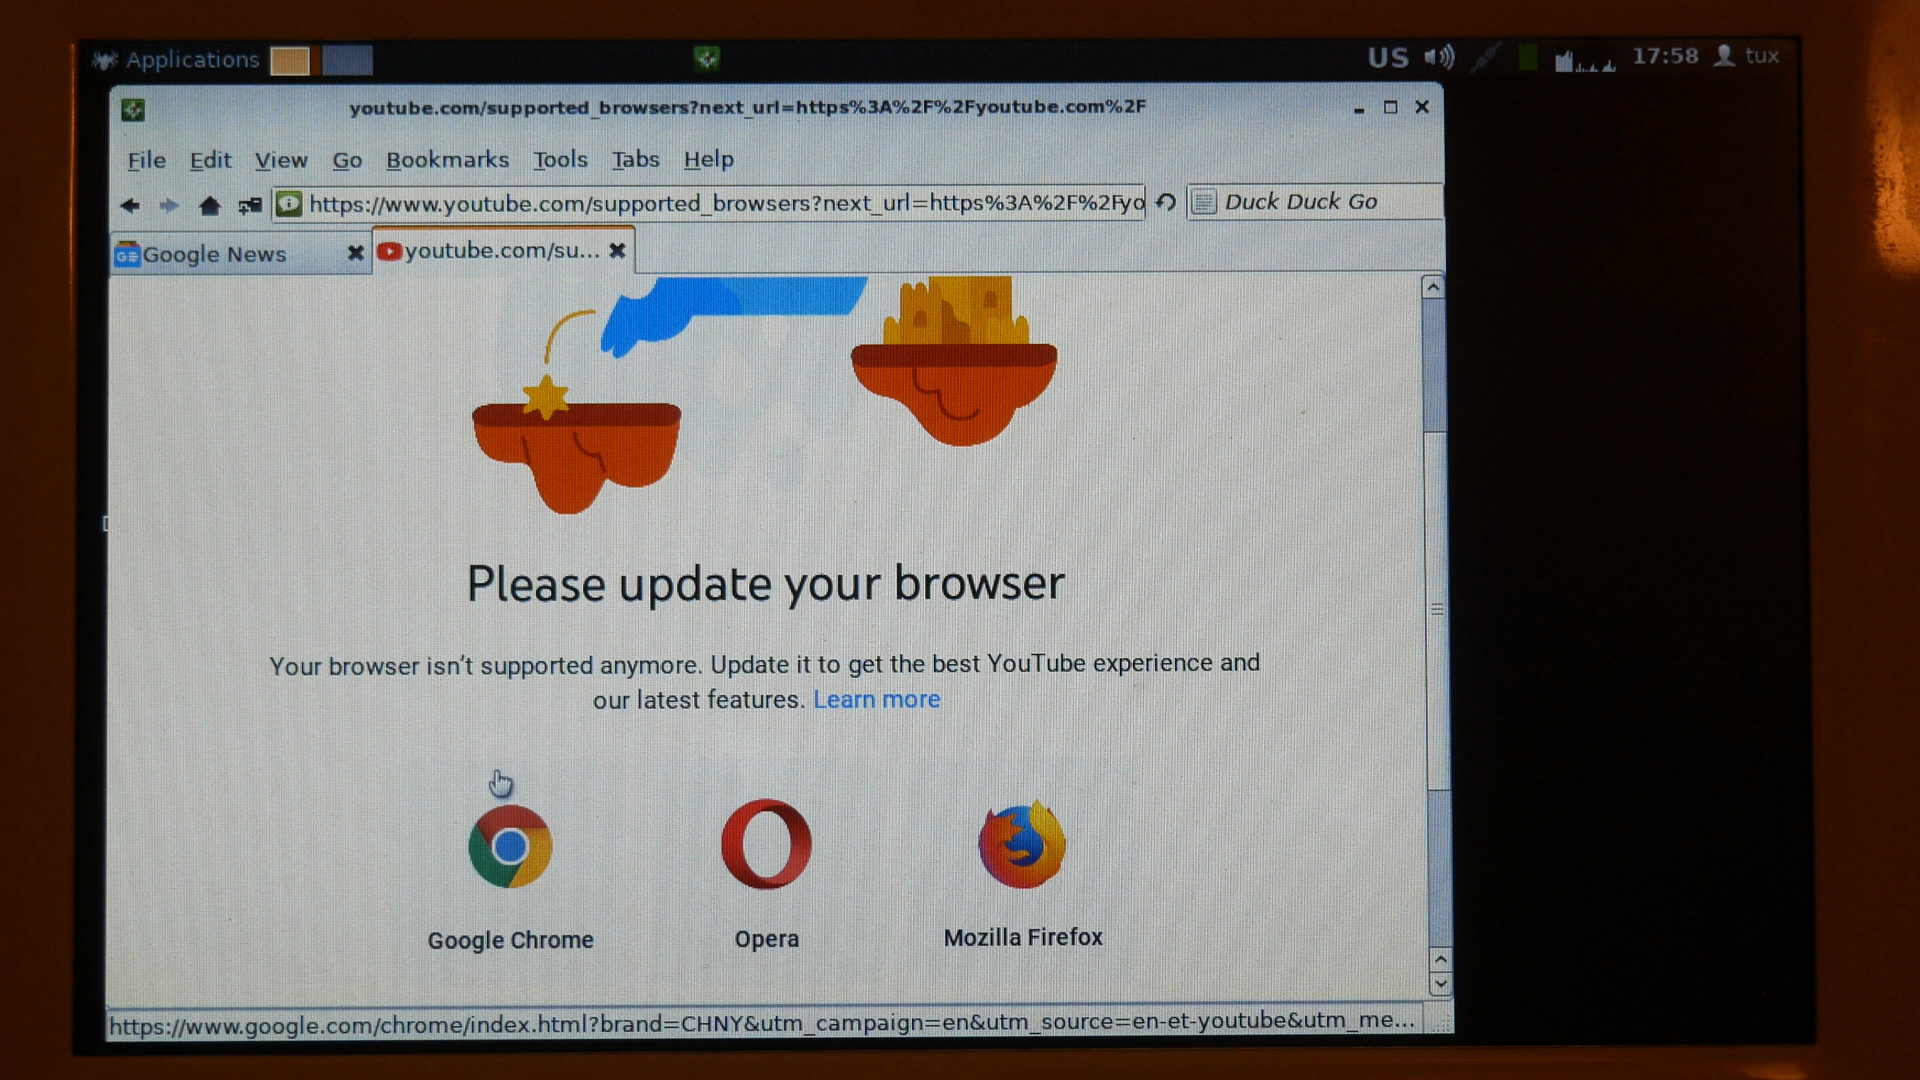 Applications
US
17:58
tux
youtube.com/supported_browsers?next_url=https%3A%2F%2Fyoutube.com%2F
File Edit View Go Bookmarks Tools Tabs Help
https://www.youtube.com/supported_browsers?next_url=https%3A%2F%2Fyo
Duck Duck Go
Google News
youtube.com/su...
Please update your browser
Your browser isn't supported anymore. Update it to get the best YouTube experience and
our latest features. Learn more
Google Chrome
Opera
Mozilla Firefox
https://www.google.com/chrome/index.html?brand=CHNY&utm_campaign=en&utm_source=en-et-youtube&utm_me...